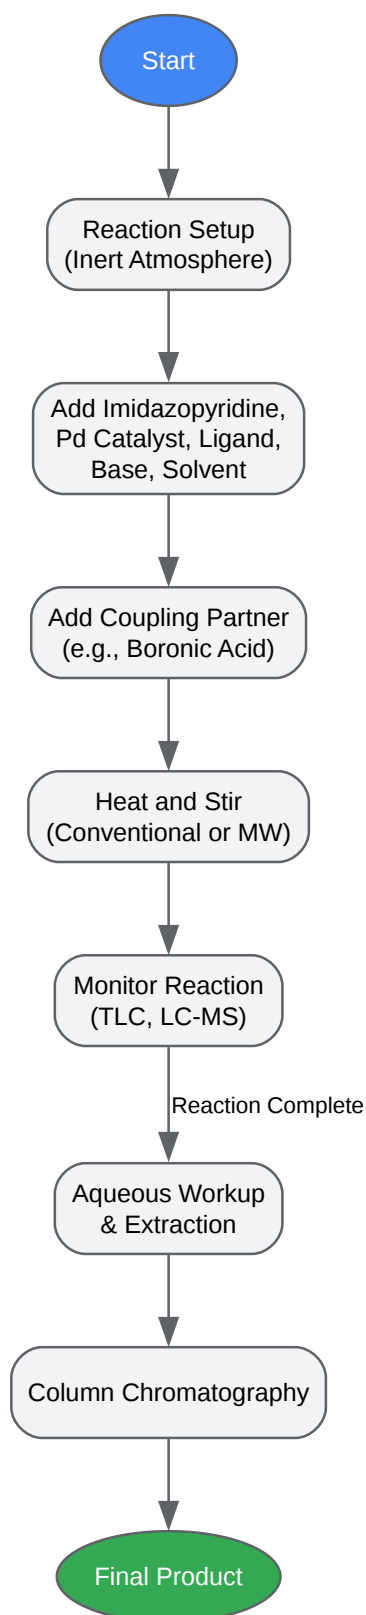 Start
Reaction Setup
(Inert Atmosphere)
Add Imidazopyridine,
Pd Catalyst, Ligand,
Base, Solvent
Add Coupling Partner
(e.g., Boronic Acid)
Heat and Stir
(Conventional or MW)
Monitor Reaction
(TLC, LC-MS)
Reaction Complete
Aqueous Workup
& Extraction
Column Chromatography
Final Product